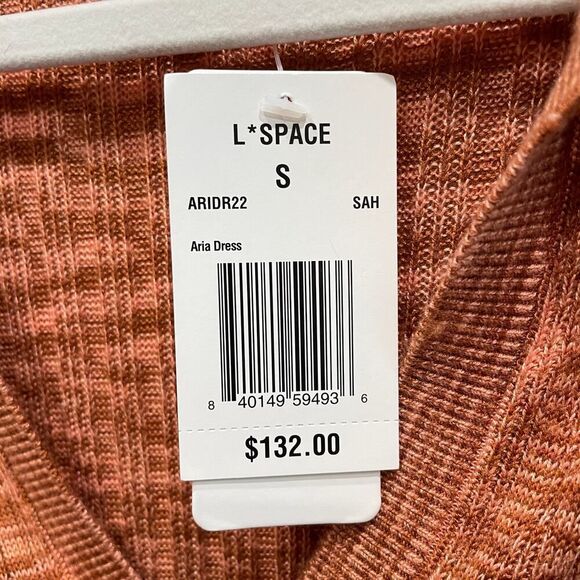 L*SPACE
S
ARIDR22 SAH
Aria Dress
8 40149 59493 6
$132.00